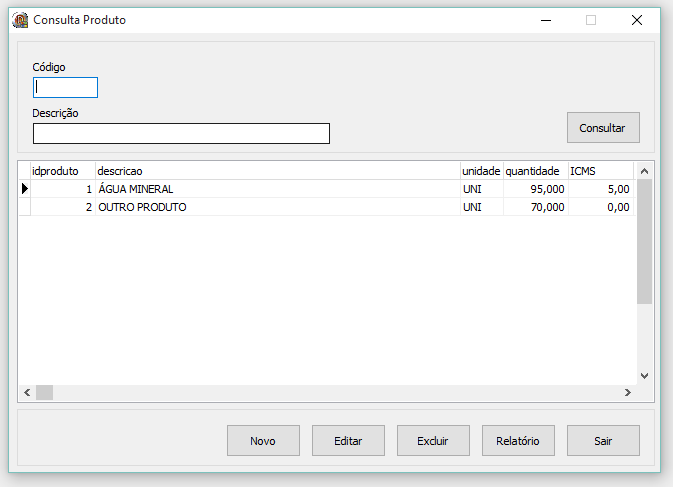 Consulta Produto
Código
Descrição
Consultar
idproduto descricao unidade quantidade ICMS
1 ÁGUA MINERAL UNI 95,000 5,00
2 OUTRO PRODUTO UNI 70,000 0,00
Novo Editar Excluir Relatório Sair